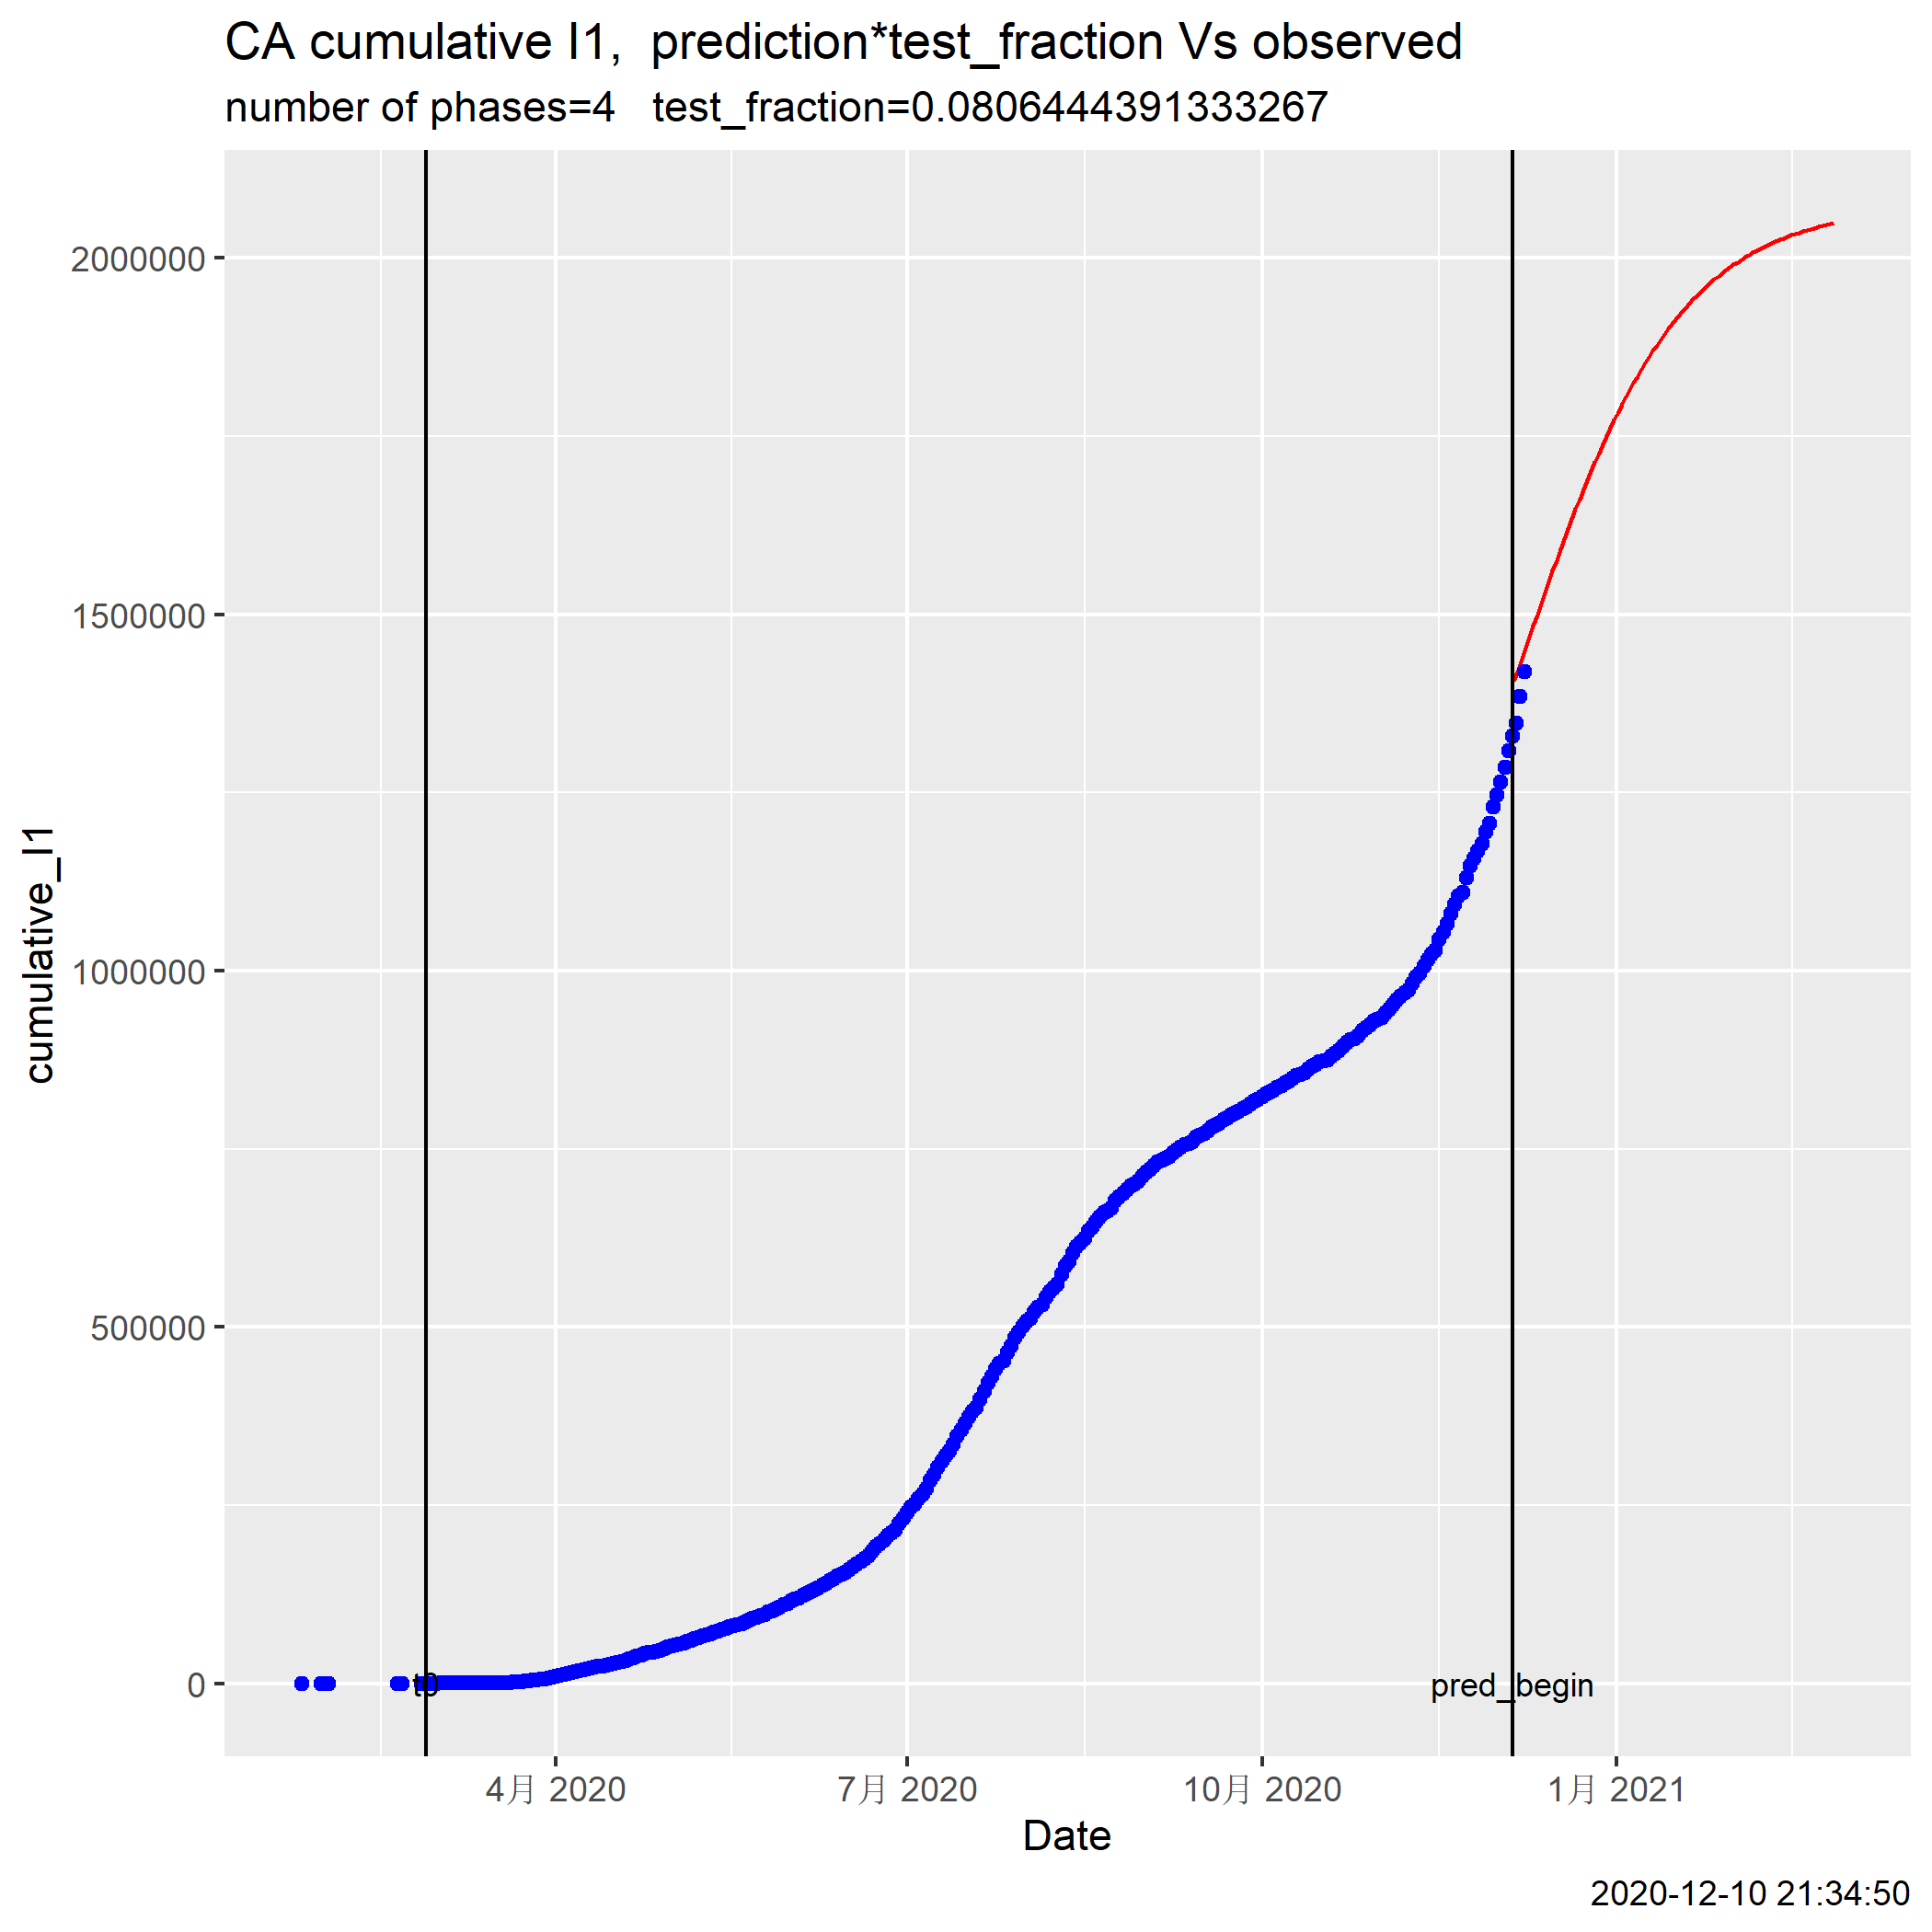 CA cumulative I1,  prediction*test_fraction Vs observed
number of phases=4   test_fraction=0.0806444391333267
cumulative_I1
2000000
1500000
1000000
500000
0
t0
pred_begin
4月 2020
7月 2020
10月 2020
1月 2021
Date
2020-12-10 21:34:50